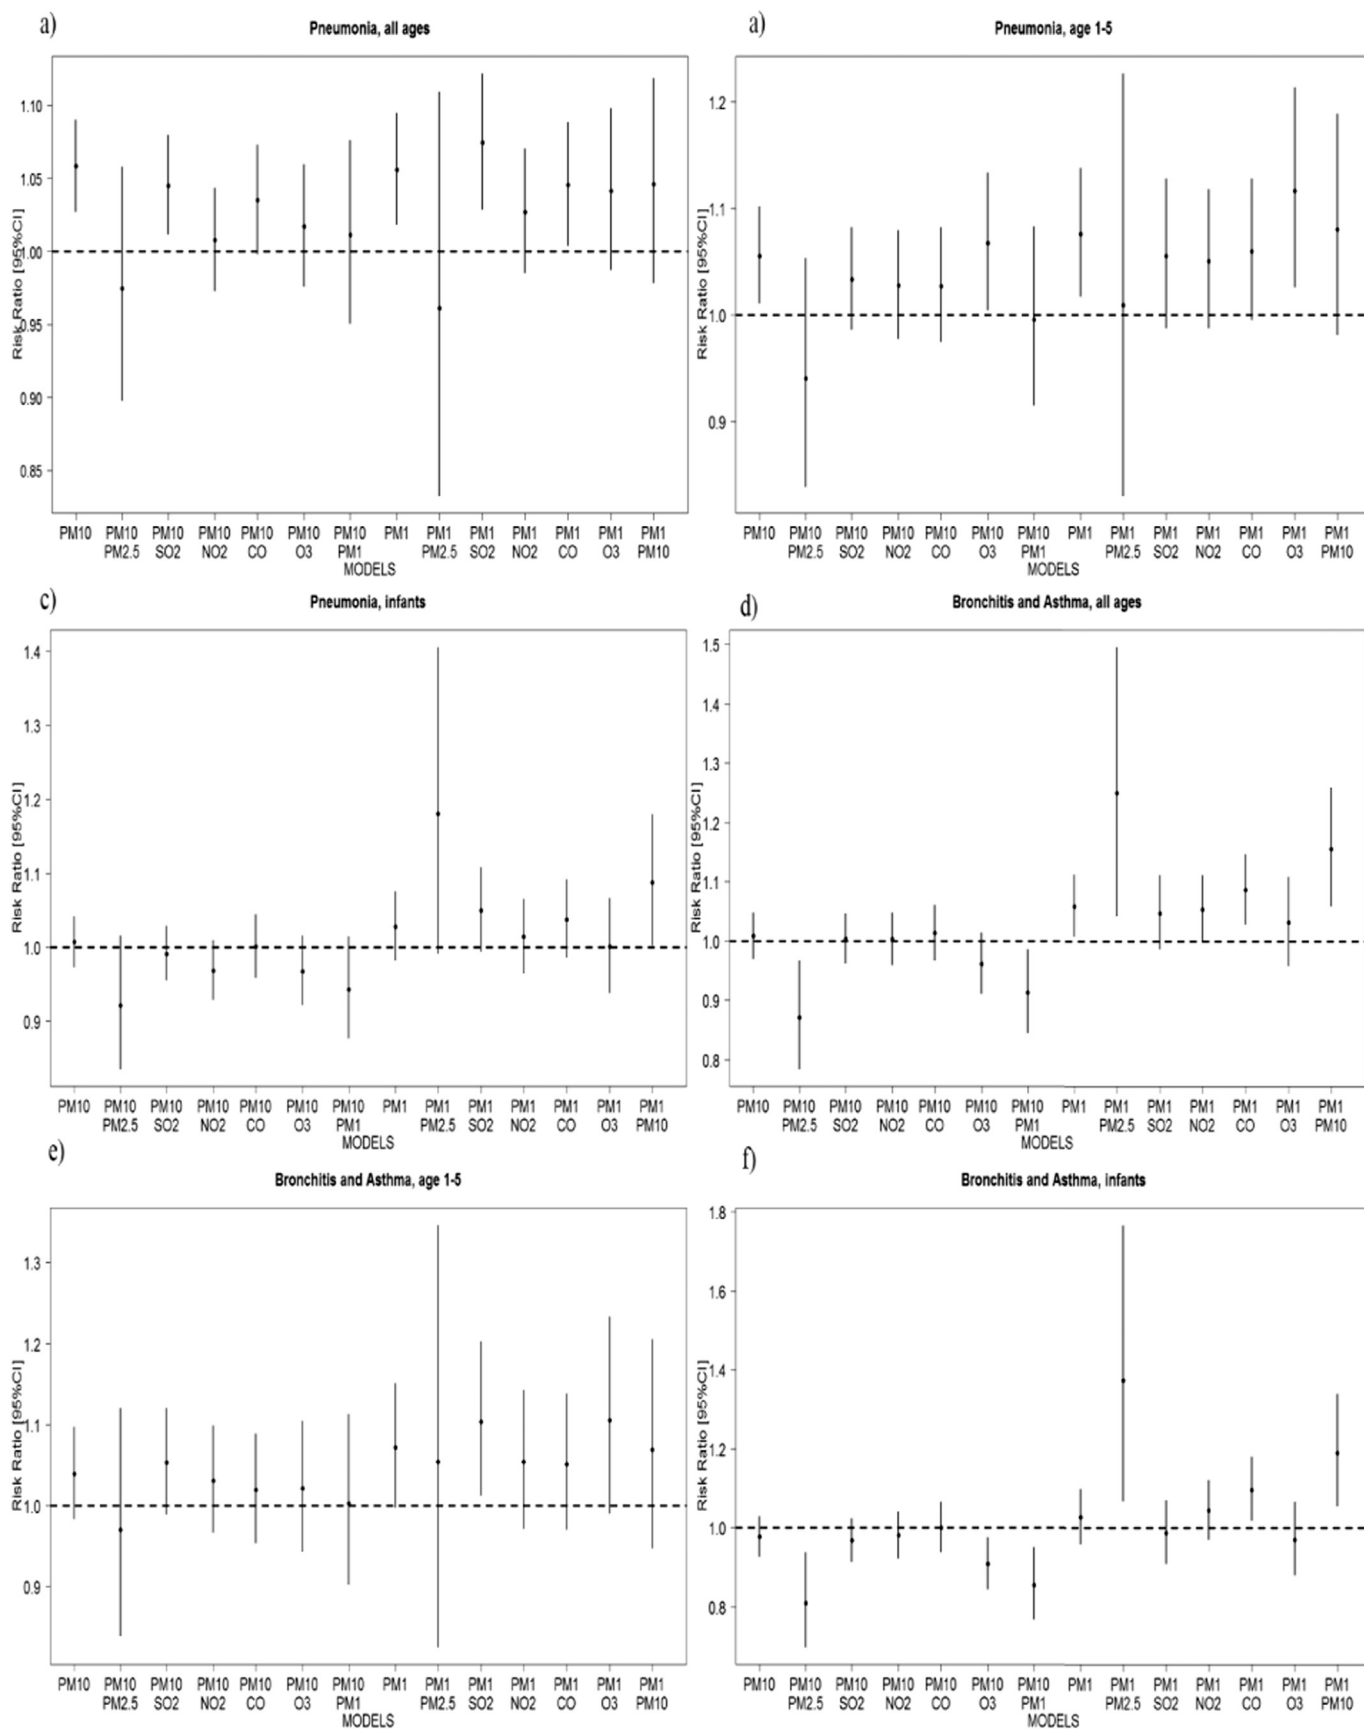 a)
Pneumonia, all ages
Risk Ratio [95%CI]
1.10
1.05
1.00
0.95
0.90
0.85
PM10 PM10 PM10 PM10 PM10 PM10 PM10 PM1 PM1 PM1 PM1 PM1 PM1 PM1
PM2.5 SO2 NO2 CO O3 PM1 PM2.5 SO2 NO2 CO O3 PM10
MODELS
a)
Pneumonia, age 1-5
Risk Ratio [95%CI]
1.2
1.1
1.0
0.9
PM10 PM10 PM10 PM10 PM10 PM10 PM10 PM1 PM1 PM1 PM1 PM1 PM1 PM1
PM2.5 SO2 NO2 CO O3 PM1 PM2.5 SO2 NO2 CO O3 PM10
MODELS
c)
Pneumonia, infants
Risk Ratio [95%CI]
1.4
1.3
1.2
1.1
1.0
0.9
PM10 PM10 PM10 PM10 PM10 PM10 PM10 PM1 PM1 PM1 PM1 PM1 PM1 PM1
PM2.5 SO2 NO2 CO O3 PM1 PM2.5 SO2 NO2 CO O3 PM10
MODELS
d)
Bronchitis and Asthma, all ages
Risk Ratio [95%CI]
1.5
1.4
1.3
1.2
1.1
1.0
0.9
0.8
PM10 PM10 PM10 PM10 PM10 PM10 PM10 PM1 PM1 PM1 PM1 PM1 PM1 PM1
PM2.5 SO2 NO2 CO O3 PM1 PM2.5 SO2 NO2 CO O3 PM10
MODELS
e)
Bronchitis and Asthma, age 1-5
Risk Ratio [95%CI]
1.3
1.2
1.1
1.0
0.9
PM10 PM10 PM10 PM10 PM10 PM10 PM10 PM1 PM1 PM1 PM1 PM1 PM1 PM1
PM2.5 SO2 NO2 CO O3 PM1 PM2.5 SO2 NO2 CO O3 PM10
MODELS
f)
Bronchitis and Asthma, infants
Risk Ratio [95%CI]
1.8
1.6
1.4
1.2
1.0
0.8
PM10 PM10 PM10 PM10 PM10 PM10 PM10 PM1 PM1 PM1 PM1 PM1 PM1 PM1
PM2.5 SO2 NO2 CO O3 PM1 PM2.5 SO2 NO2 CO O3 PM10
MODELS